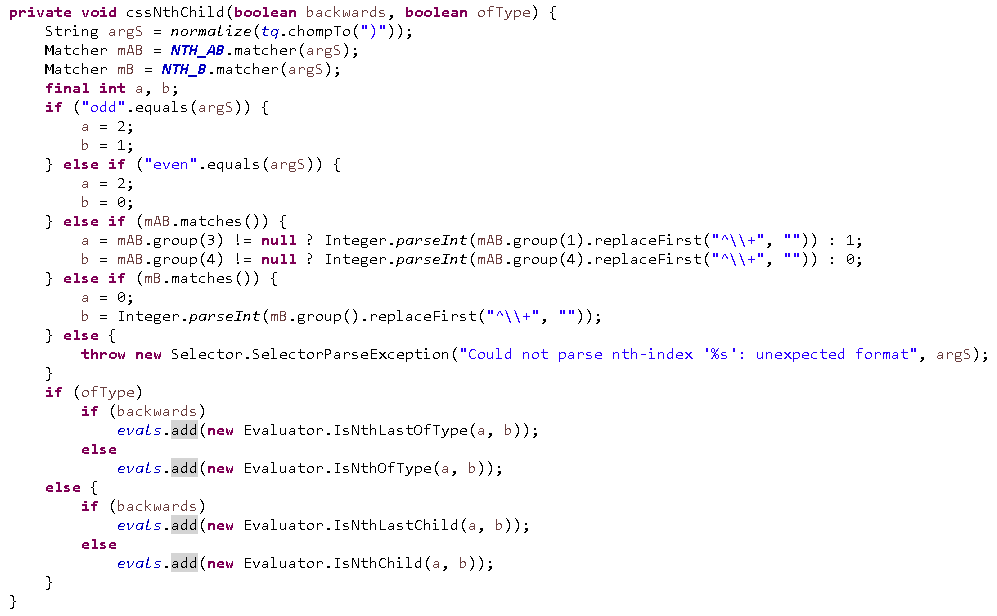 private void cssNthChild(boolean backwards, boolean ofType) {
    String argS = normalize(tq.chompTo(")"));
    Matcher mAB = NTH_AB.matcher(argS);
    Matcher mB = NTH_B.matcher(argS);
    final int a, b;
    if ("odd".equals(argS)) {
        a = 2;
        b = 1;
    } else if ("even".equals(argS)) {
        a = 2;
        b = 0;
    } else if (mAB.matches()) {
        a = mAB.group(3) != null ? Integer.parseInt(mAB.group(1).replaceFirst("^\\+", "")) : 1;
        b = mAB.group(4) != null ? Integer.parseInt(mAB.group(4).replaceFirst("^\\+", "")) : 0;
    } else if (mB.matches()) {
        a = 0;
        b = Integer.parseInt(mB.group().replaceFirst("^\\+", ""));
    } else {
        throw new Selector.SelectorParseException("Could not parse nth-index '%s': unexpected format", argS);
    }
    if (ofType)
        if (backwards)
            evals.add(new Evaluator.IsNthLastOfType(a, b));
        else
            evals.add(new Evaluator.IsNthOfType(a, b));
    else {
        if (backwards)
            evals.add(new Evaluator.IsNthLastChild(a, b));
        else
            evals.add(new Evaluator.IsNthChild(a, b));
    }
}